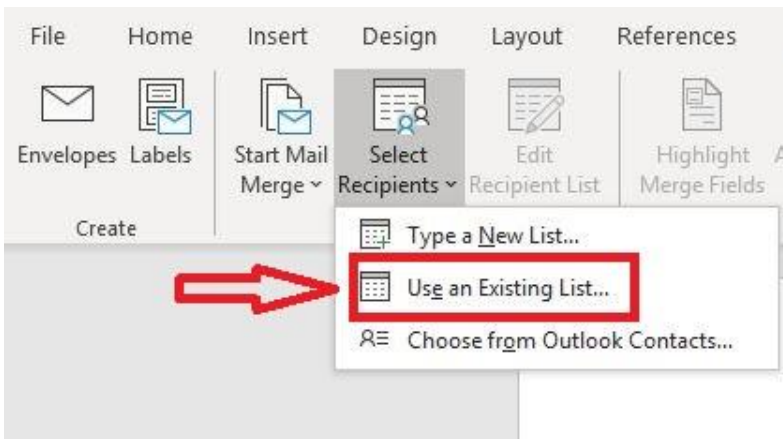 File Home Insert Design Layout References
Envelopes Labels Start Mail Select Edit Highlight
Merge Recipients Recipient List Merge Fields
Create
Type a New List...
Use an Existing List...
Choose from Outlook Contacts...